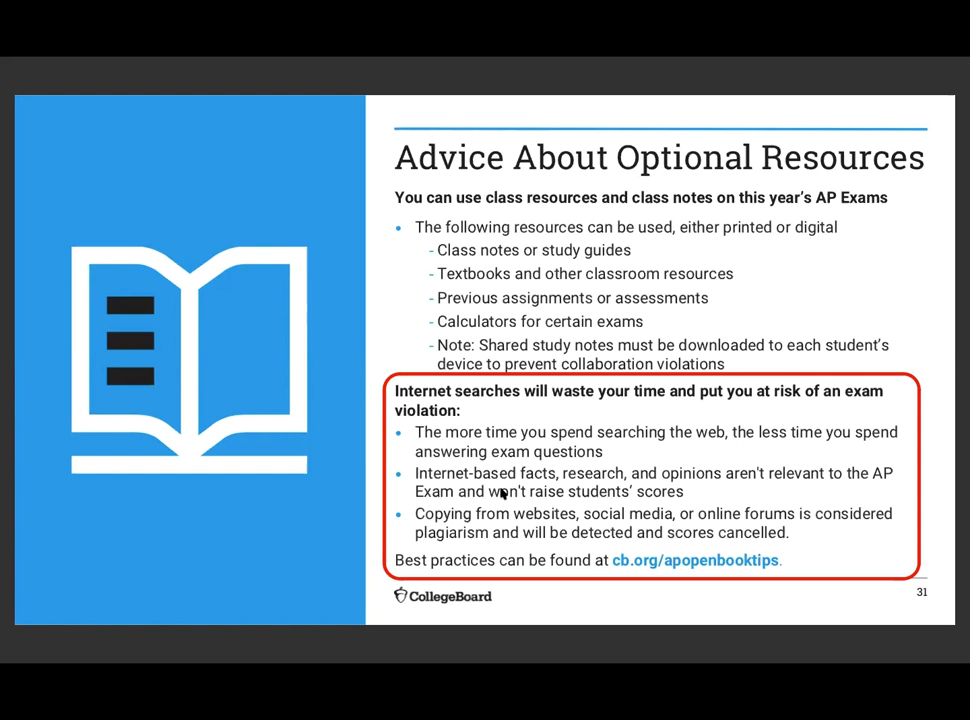 Advice About Optional Resources
You can use class resources and class notes on this year's AP Exams
• The following resources can be used, either printed or digital
- Class notes or study guides
- Textbooks and other classroom resources
- Previous assignments or assessments
- Calculators for certain exams
- Note: Shared study notes must be downloaded to each student's
device to prevent collaboration violations
Internet searches will waste your time and put you at risk of an exam
violation:
• The more time you spend searching the web, the less time you spend
answering exam questions
• Internet-based facts, research, and opinions aren't relevant to the AP
Exam and won't raise students' scores
• Copying from websites, social media, or online forums is considered
plagiarism and will be detected and scores cancelled.
Best practices can be found at cb.org/apopenbooktips.
CollegeBoard
31